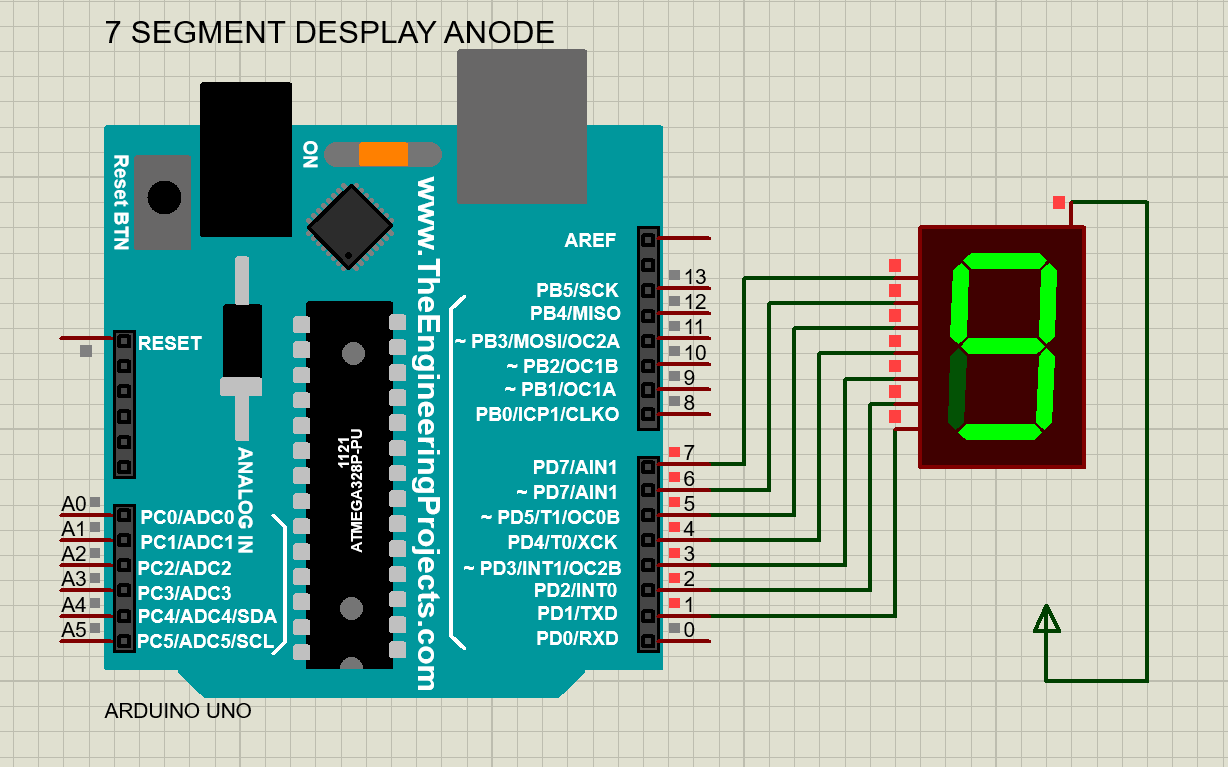 7 SEGMENT DESPLAY ANODE
ON
Reset BTN
www.TheEngineeringProjects.com
AREF
13
PB5/SCK
12
PB4/MISO
11
~ PB3/MOSI/OC2A
10
~ PB2/OC1B
9
~ PB1/OC1A
8
PB0/ICP1/CLKO
RESET
1121
ATMEGA328P-PU
ANALOG IN
7
PD7/AIN1
6
~ PD7/AIN1
5
~ PD5/T1/OC0B
4
PD4/T0/XCK
3
~ PD3/INT1/OC2B
2
PD2/INT0
1
PD1/TXD
0
PD0/RXD
A0
PC0/ADC0
A1
PC1/ADC1
A2
PC2/ADC2
A3
PC3/ADC3
A4
PC4/ADC4/SDA
A5
PC5/ADC5/SCL
9
ARDUINO UNO